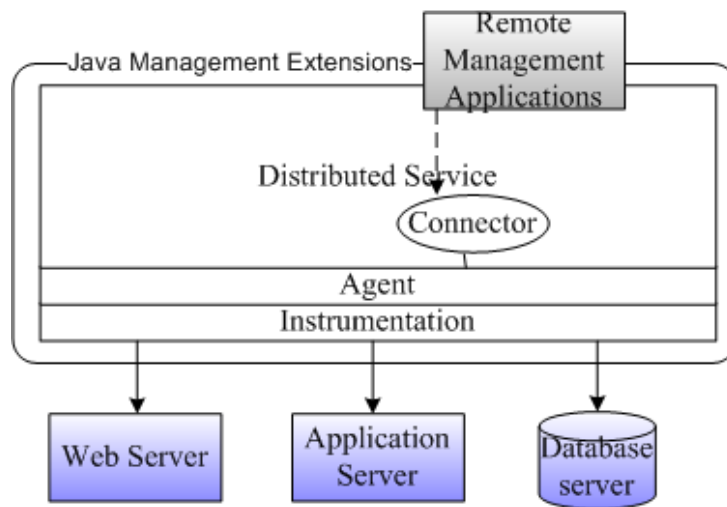 Remote
Management
Applications
Java Management Extensions
Distributed Service
Connector
Agent
Instrumentation
Web Server
Application
Server
Database
server